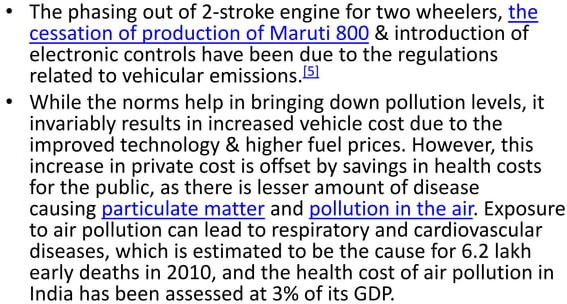 • The phasing out of 2-stroke engine for two wheelers, the
cessation of production of Maruti 800 & introduction of
electronic controls have been due to the regulations
related to vehicular emissions.[5]
• While the norms help in bringing down pollution levels, it
invariably results in increased vehicle cost due to the
improved technology & higher fuel prices. However, this
increase in private cost is offset by savings in health costs
for the public, as there is lesser amount of disease
causing particulate matter and pollution in the air. Exposure
to air pollution can lead to respiratory and cardiovascular
diseases, which is estimated to be the cause for 6.2 lakh
early deaths in 2010, and the health cost of air pollution in
India has been assessed at 3% of its GDP.